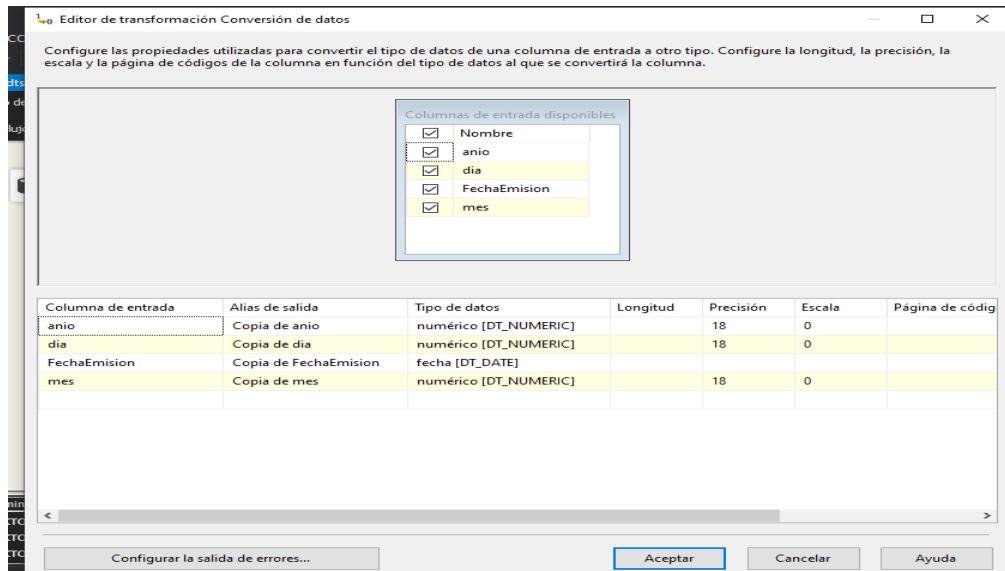 Editor de transformación Conversión de datos
Configure las propiedades utilizadas para convertir el tipo de datos de una columna de entrada a otro tipo. Configure la longitud, la precisión, la
escala y la página de códigos de la columna en función del tipo de datos al que se convertirá la columna.
Columnas de entrada disponibles
Nombre
anio
dia
FechaEmision
mes
Columna de entrada Alias de salida Tipo de datos Longitud Precisión Escala Página de códig
anio Copia de anio numérico [DT_NUMERIC] 18 0
dia Copia de dia numérico [DT_NUMERIC] 18 0
FechaEmision Copia de FechaEmision fecha [DT_DATE]
mes Copia de mes numérico [DT_NUMERIC] 18 0
Configurar la salida de errores... Aceptar Cancelar Ayuda